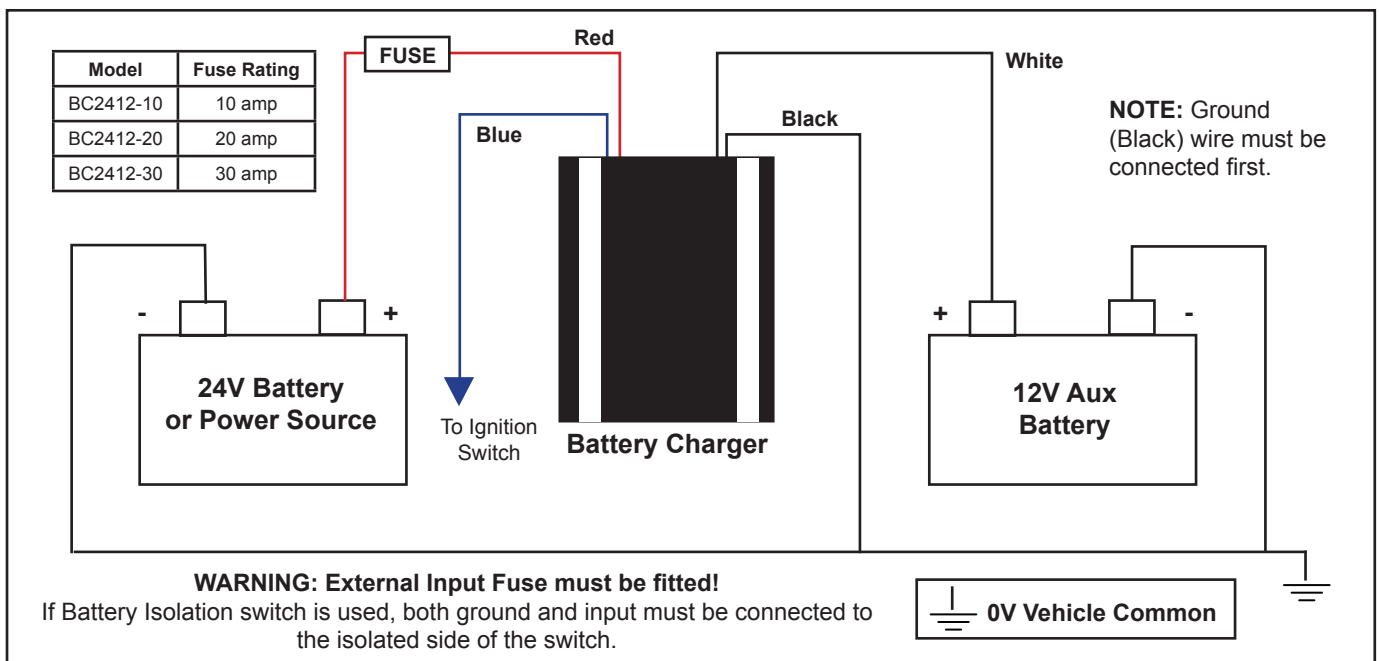 Model Fuse Rating
BC2412-10 10 amp
BC2412-20 20 amp
BC2412-30 30 amp
FUSE
Red
Blue
White
Black
NOTE: Ground
(Black) wire must be
connected first.
- +
24V Battery
or Power Source
To Ignition
Switch
Battery Charger
+ -
12V Aux
Battery
WARNING: External Input Fuse must be fitted!
If Battery Isolation switch is used, both ground and input must be connected to
the isolated side of the switch.
0V Vehicle Common